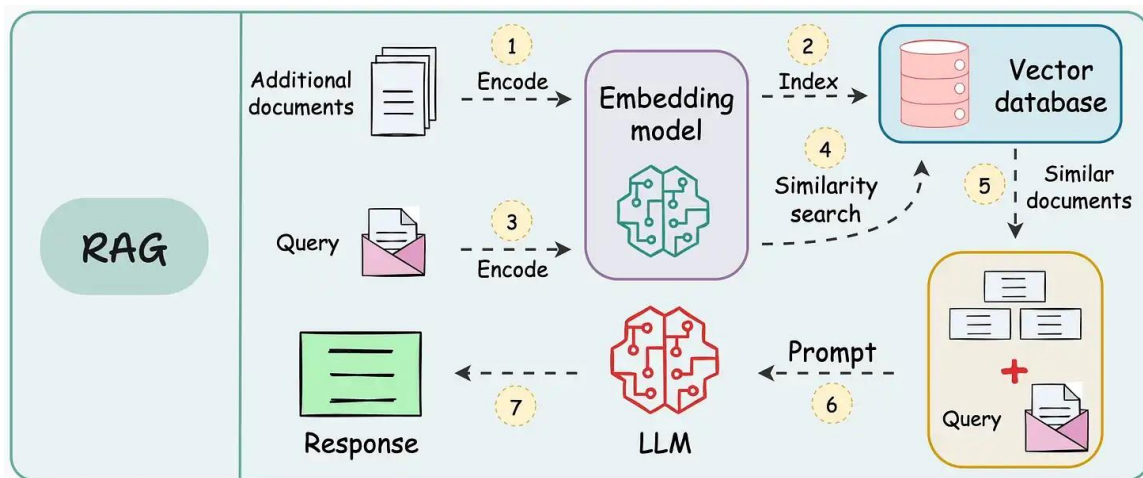 RAG
Additional
documents
1
Encode
Embedding
model
2
Index
Vector
database
Query
3
Encode
4
Similarity
search
5
Similar
documents
Query
Prompt
6
LLM
7
Response